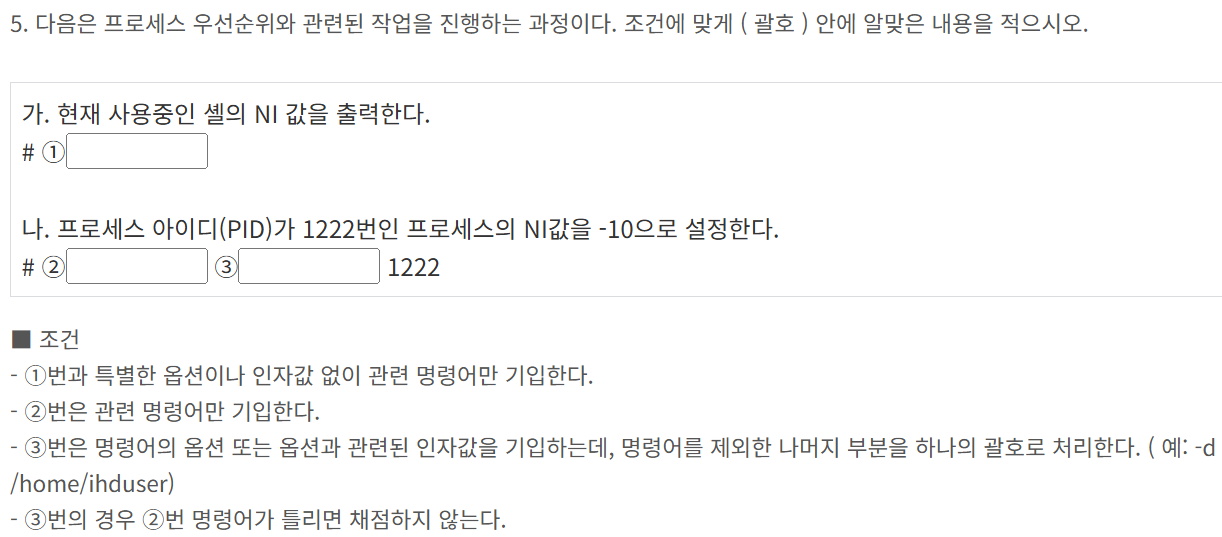 5. 다음은 프로세스 우선순위와 관련된 작업을 진행하는 과정이다. 조건에 맞게 ( 괄호 ) 안에 알맞은 내용을 적으시오.
가. 현재 사용중인 셸의 NI 값을 출력한다.
# ①
나. 프로세스 아이디(PID)가 1222번인 프로세스의 NI값을 -10으로 설정한다.
# ② ③ 1222
■ 조건
- ①번과 특별한 옵션이나 인자값 없이 관련 명령어만 기입한다.
- ②번은 관련 명령어만 기입한다.
- ③번은 명령어의 옵션 또는 옵션과 관련된 인자값을 기입하는데, 명령어를 제외한 나머지 부분을 하나의 괄호로 처리한다. ( 예: -d
/home/ihduser)
- ③번의 경우 ②번 명령어가 틀리면 채점하지 않는다.